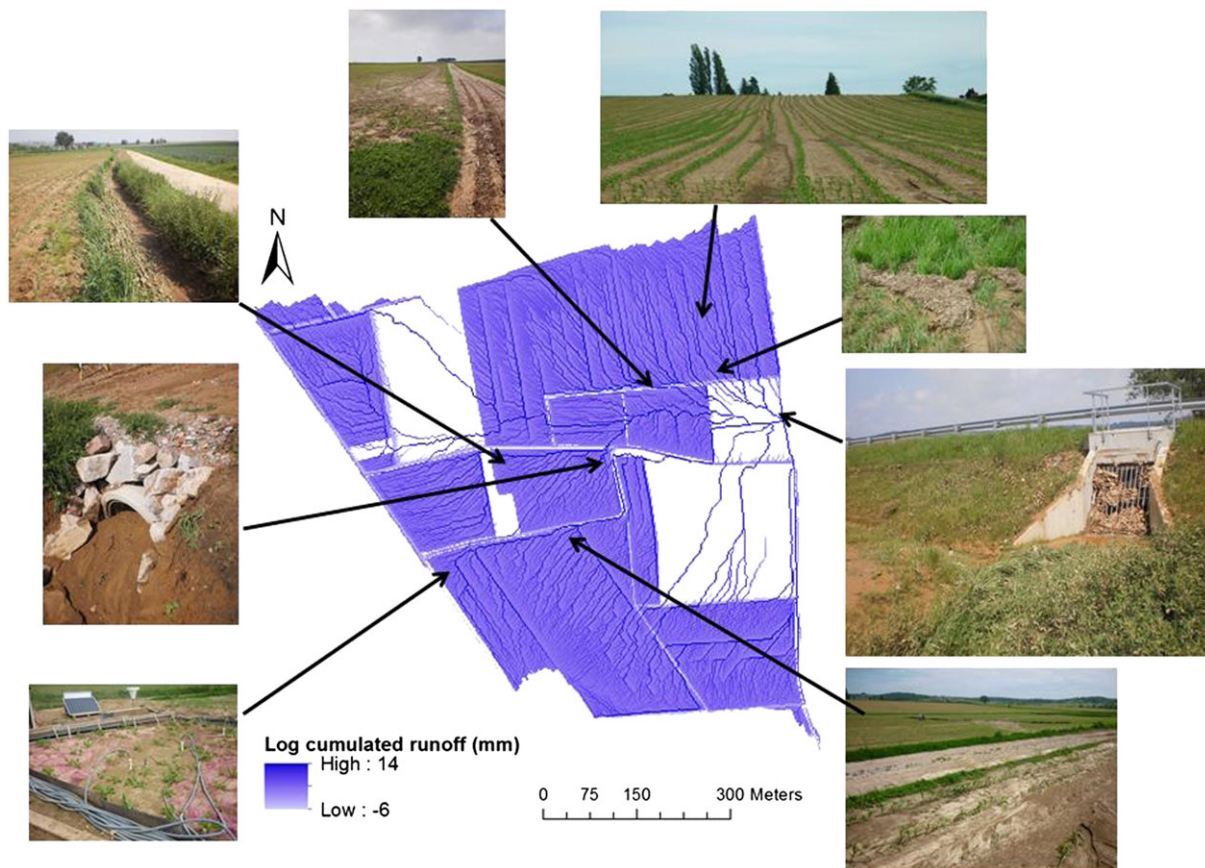 N
Log cumulated runoff (mm)
High : 14
Low : -6
0 75 150 300 Meters